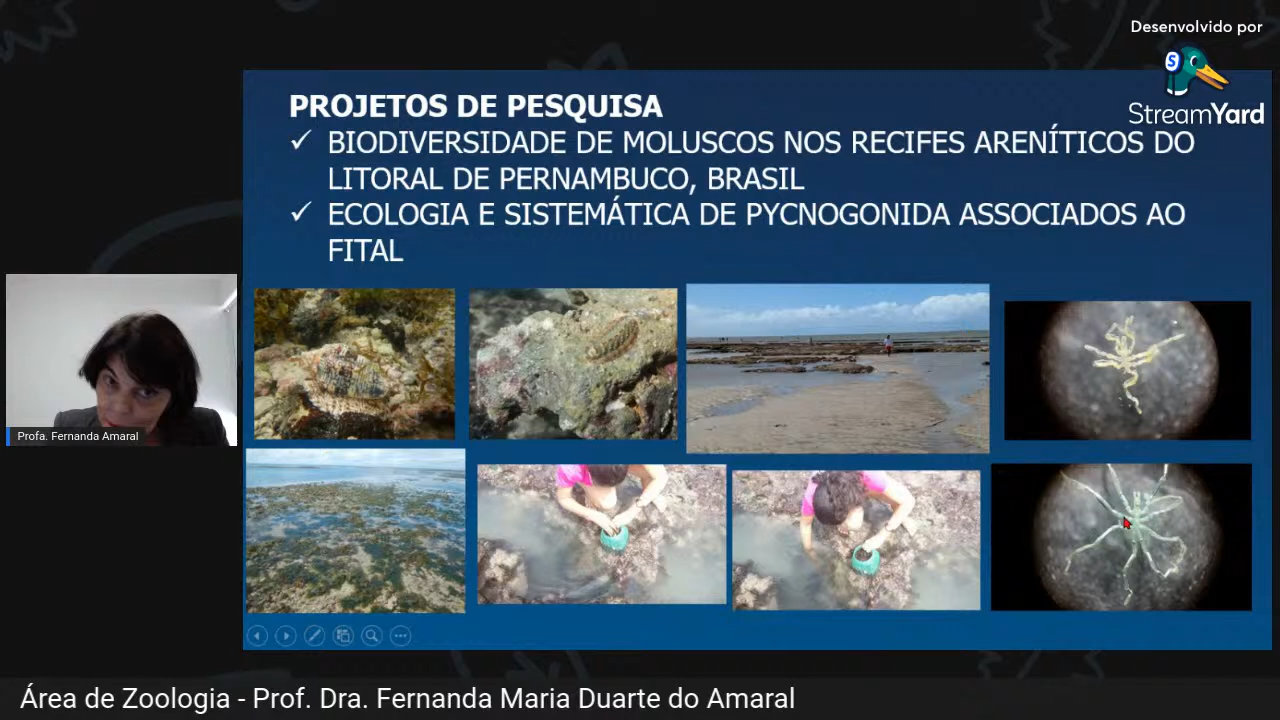 Desenvolvido por
StreamYard
PROJETOS DE PESQUISA
✓ BIODIVERSIDADE DE MOLUSCOS NOS RECIFES ARENÍTICOS DO
LITORAL DE PERNAMBUCO, BRASIL
✓ ECOLOGIA E SISTEMÁTICA DE PYCNOGONIDA ASSOCIADOS AO
FITAL
Profa. Fernanda Amaral
Área de Zoologia - Prof. Dra. Fernanda Maria Duarte do Amaral